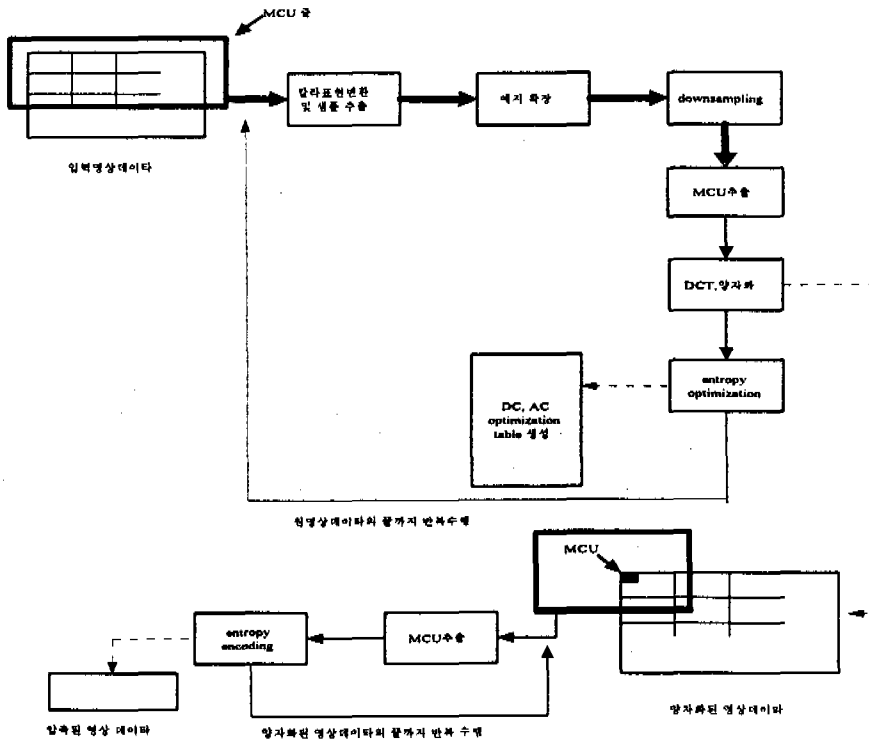 MCU 줄
칼라표현변환
및 샘플 추출
에지 확장
downsampling
입력영상데이타
MCU추출
DCT,양자화
entropy
optimization
DC, AC
optimization
table 생성
원영상데이타의 끝까지 반복수행
MCU
entropy
encoding
MCU추출
압축된 영상 데이타
양자화된 영상데이타의 끝까지 반복 수행
양자화된 영상데이타